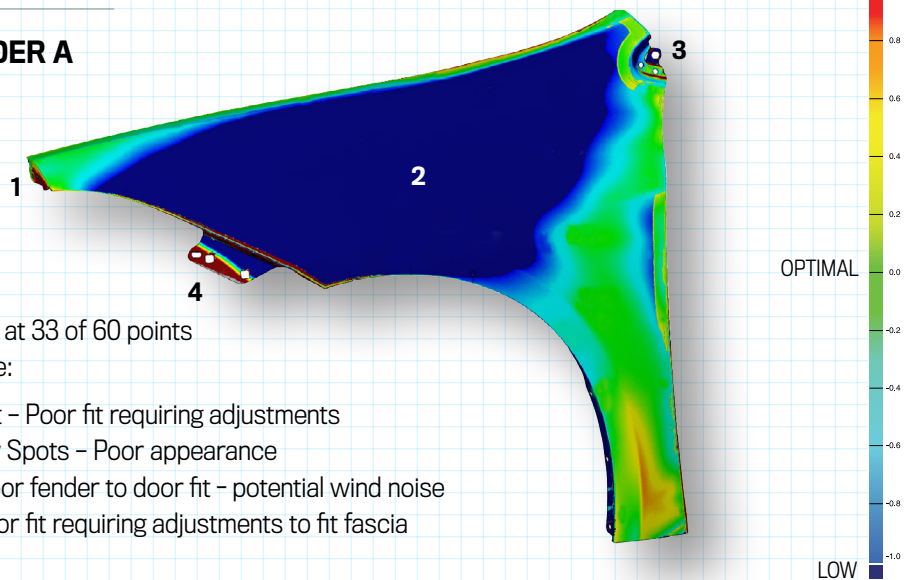 DER A
1
2
3
4
at 33 of 60 points
e:
t – Poor fit requiring adjustments
Spots – Poor appearance
or fender to door fit – potential wind noise
or fit requiring adjustments to fit fascia
0.8
0.6
0.4
0.2
OPTIMAL
0.0
-0.2
-0.4
-0.6
-0.8
-1.0
LOW